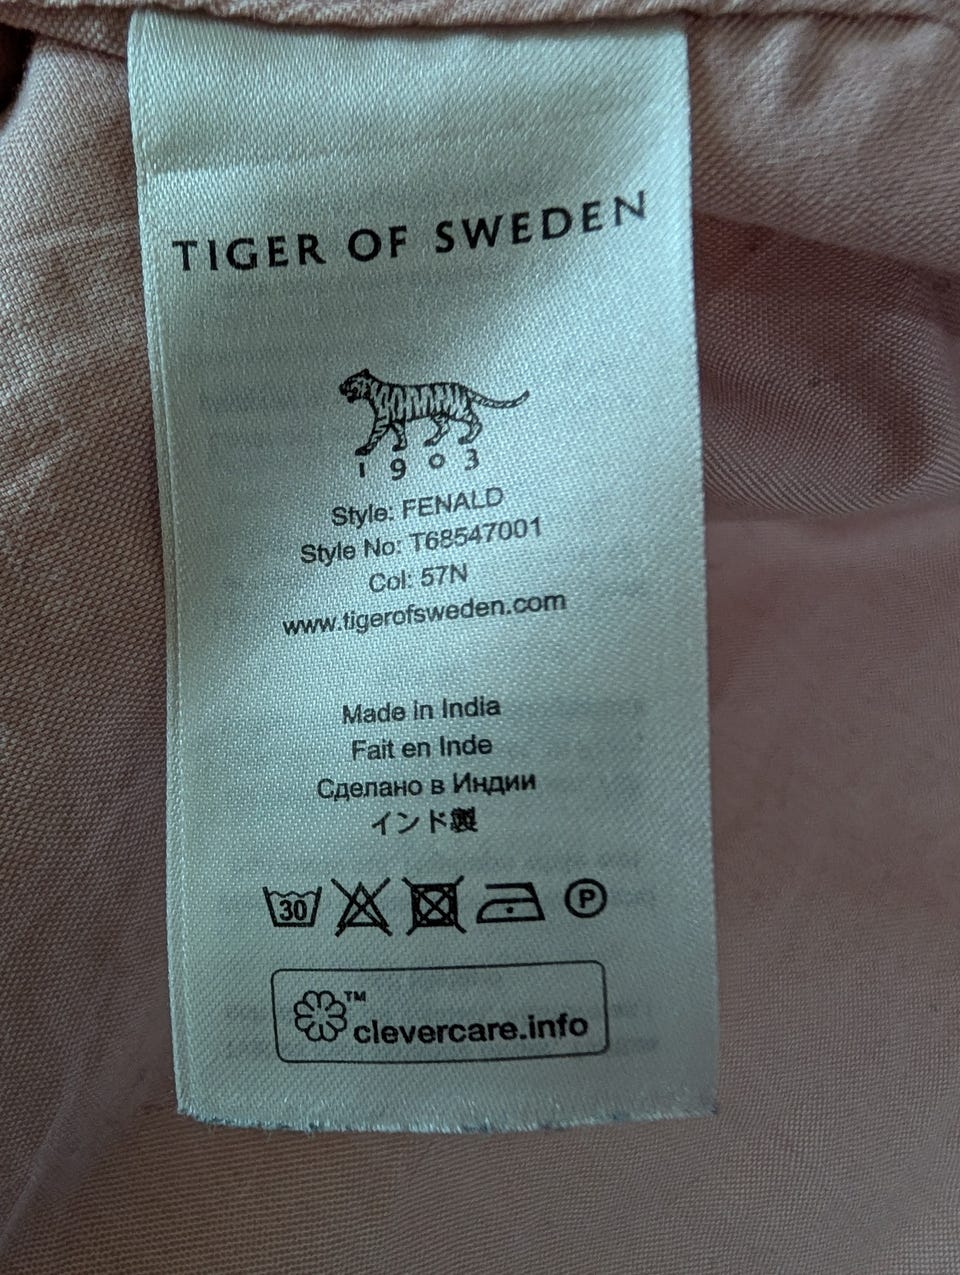 TIGER OF SWEDEN
1903
Style: FENALD
Style No: T68547001
Col: 57N
www.tigerofsweden.com
Made in India
Fait en Inde
Сделано в Индии
インド製
30 P
™
clevercare.info